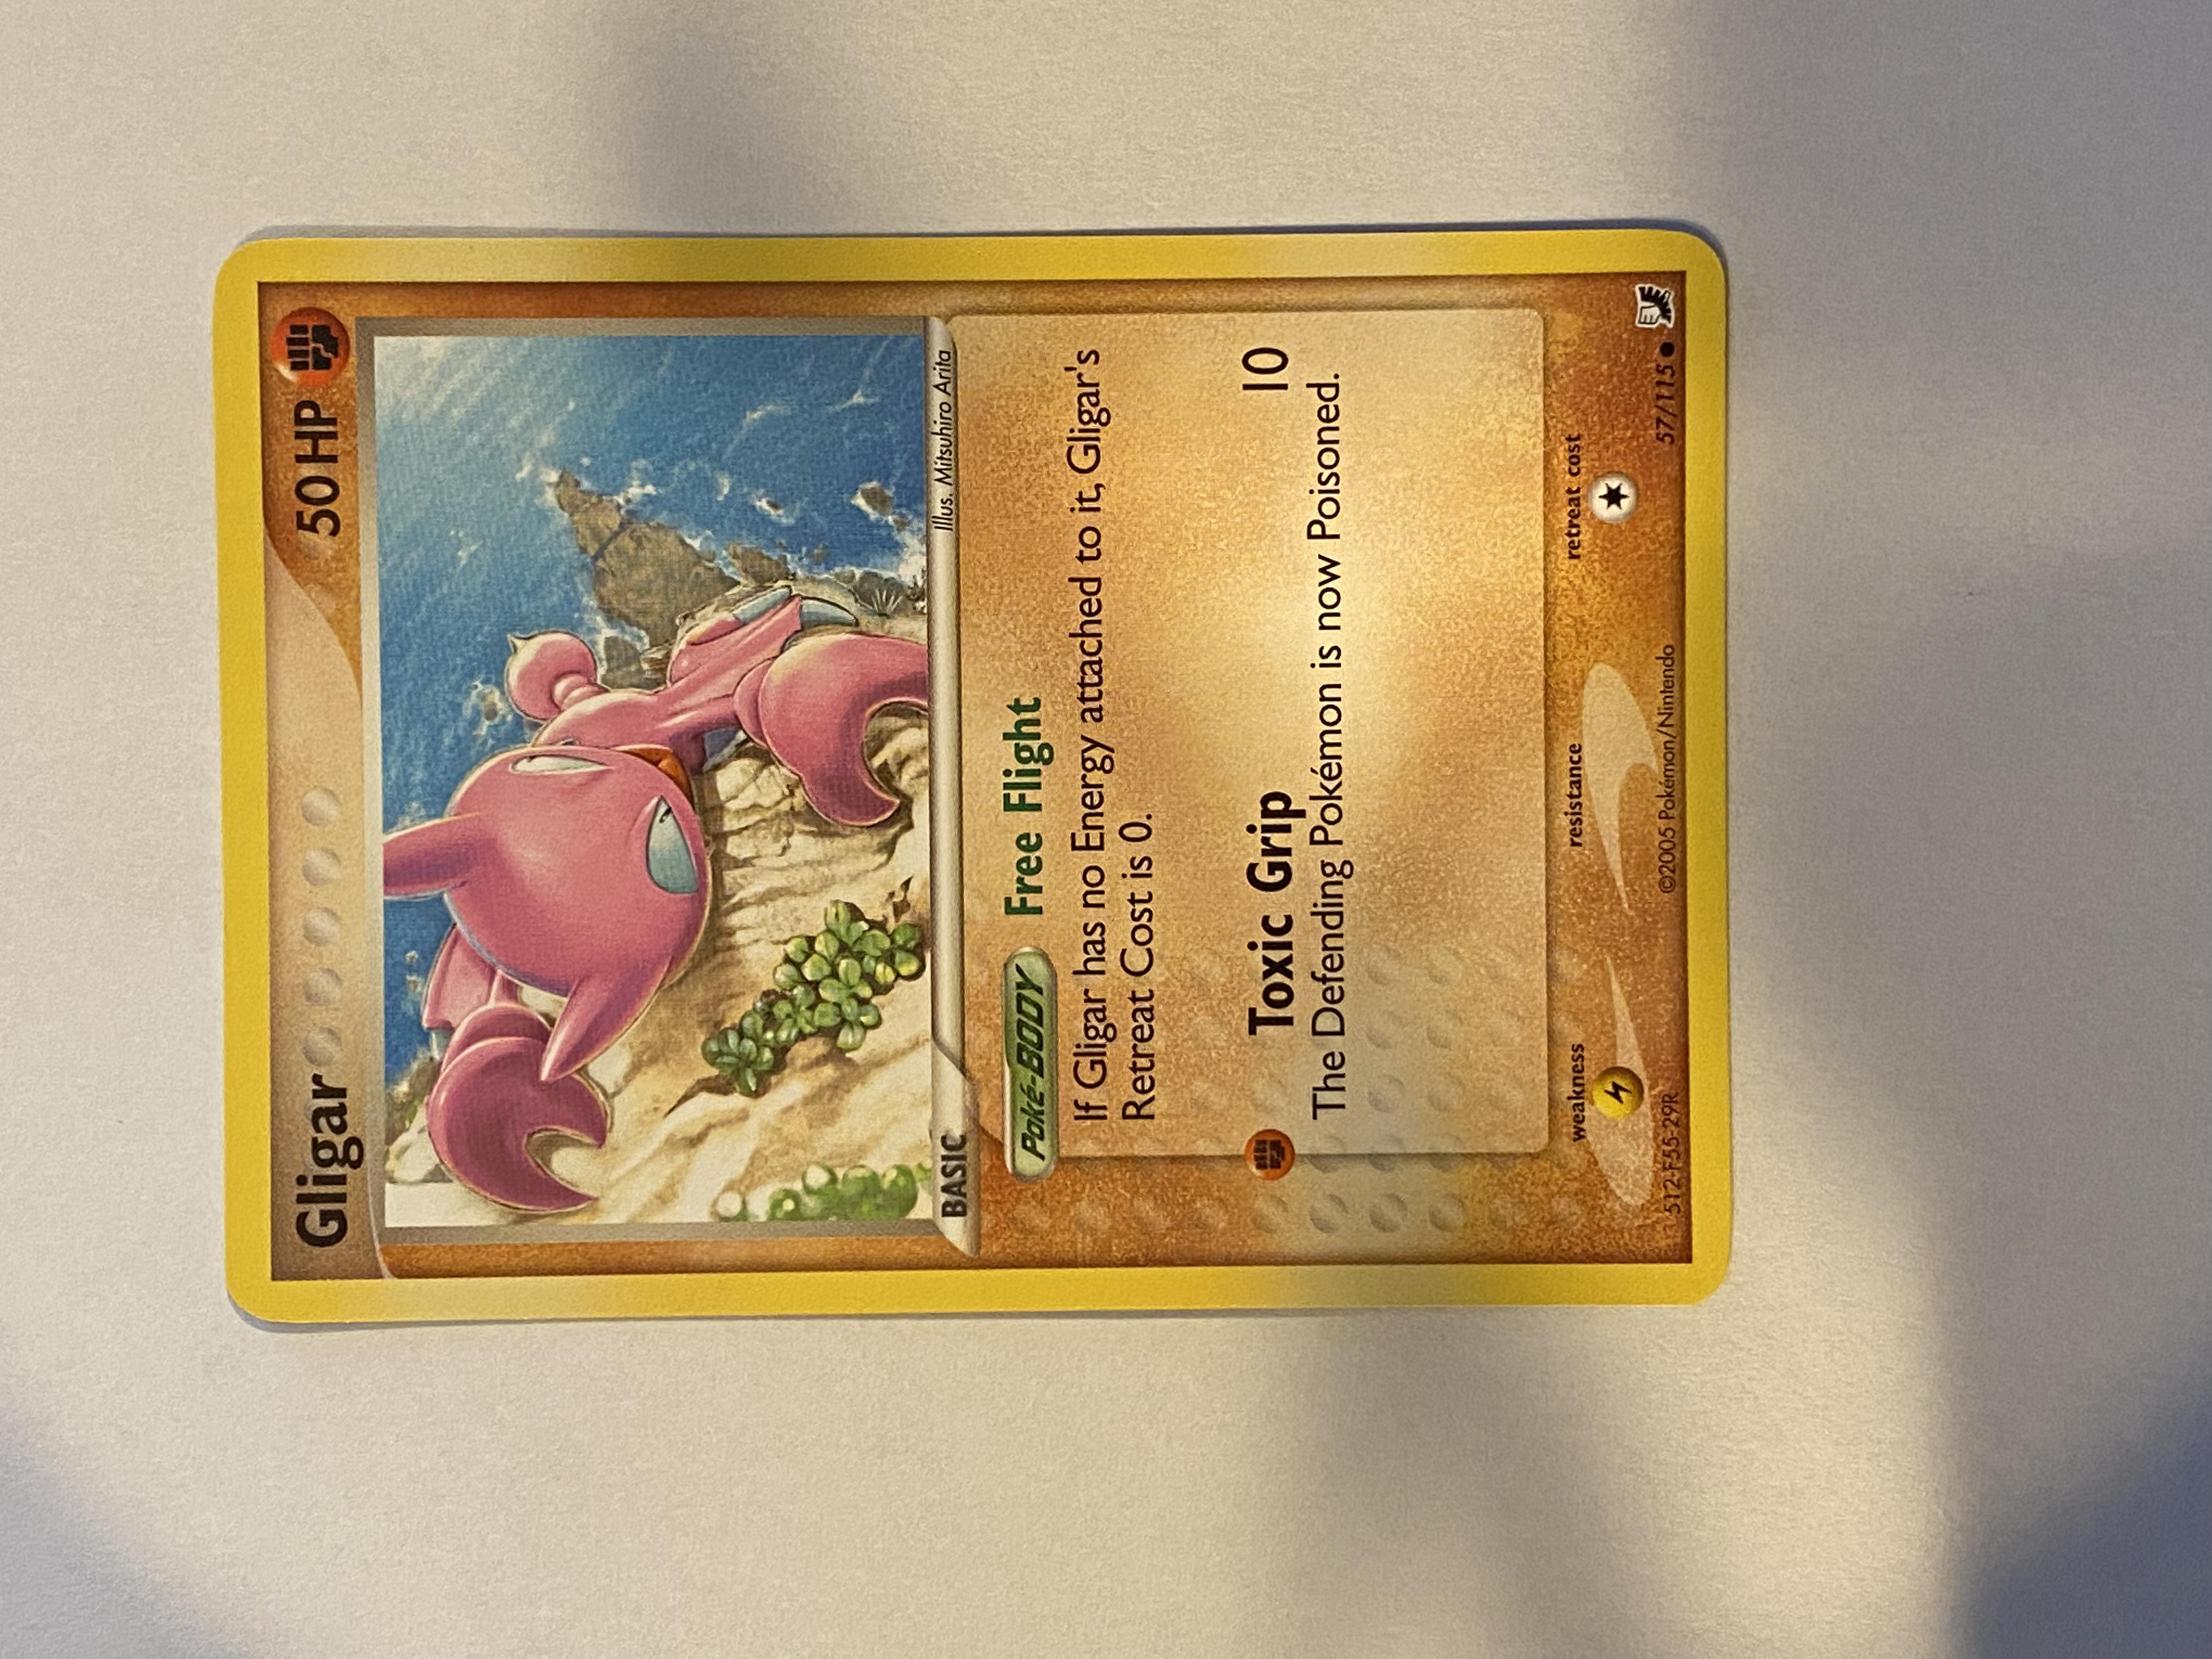 Gligar 50 HP
BASIC
Illus. Mitsuhiro Arita
Poké-BODY Free Flight
If Gligar has no Energy attached to it, Gligar's
Retreat Cost is 0.
Toxic Grip 10
The Defending Pokémon is now Poisoned.
weakness resistance retreat cost
512-F55-29R ©2005 Pokémon/Nintendo 57/115